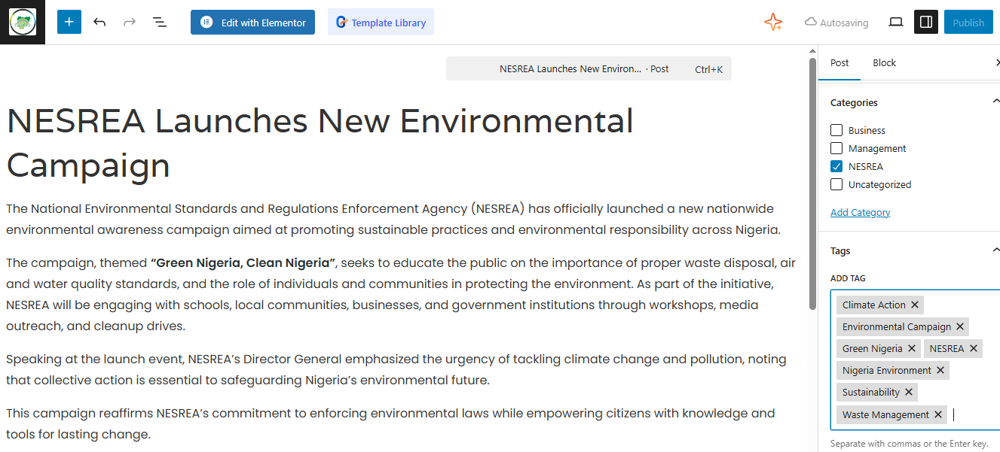 Edit with Elementor
Template Library
Autosaving
Publish
NESREA Launches New Environ... · Post Ctrl+K
NESREA Launches New Environmental
Campaign
The National Environmental Standards and Regulations Enforcement Agency (NESREA) has officially launched a new nationwide
environmental awareness campaign aimed at promoting sustainable practices and environmental responsibility across Nigeria.
The campaign, themed “Green Nigeria, Clean Nigeria”, seeks to educate the public on the importance of proper waste disposal, air
and water quality standards, and the role of individuals and communities in protecting the environment. As part of the initiative,
NESREA will be engaging with schools, local communities, businesses, and government institutions through workshops, media
outreach, and cleanup drives.
Speaking at the launch event, NESREA’s Director General emphasized the urgency of tackling climate change and pollution, noting
that collective action is essential to safeguarding Nigeria’s environmental future.
This campaign reaffirms NESREA’s commitment to enforcing environmental laws while empowering citizens with knowledge and
tools for lasting change.
Post Block
Categories
Business
Management
NESREA
Uncategorized
Add Category
Tags
ADD TAG
Climate Action
Environmental Campaign
Green Nigeria NESREA
Nigeria Environment
Sustainability
Waste Management
Separate with commas or the Enter key.